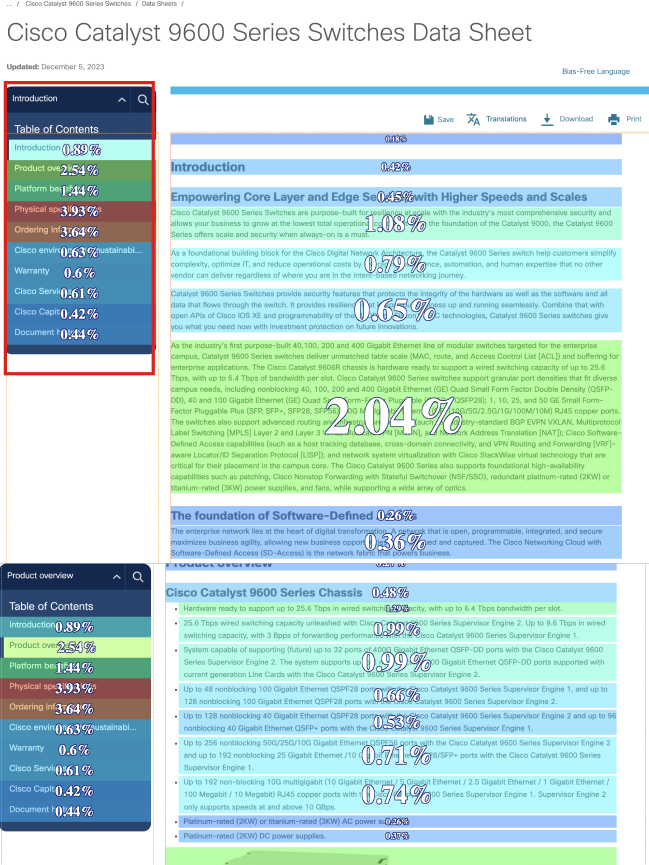 ... / Cisco Catalyst 9600 Series Switches / Data Sheets /
Cisco Catalyst 9600 Series Switches Data Sheet
Updated: December 5, 2023
Bias-Free Language
Save Translations Download Print
Introduction
Table of Contents
Introduction 0.89%
Product ove 2.54%
Platform be 1.44%
Physical s 3.93%
Ordering in 3.64%
Cisco envir 0.63% ustainabi...
Warranty 0.6%
Cisco Servi 0.61%
Cisco Capit 0.42%
Document h 0.44%
0.18%
Introduction 0.42%
Empowering Core Layer and Edge Se 0.45% with Higher Speeds and Scales
Cisco Catalyst 9600 Series Switches are purpose-built for resiliency at scale with the industry's most comprehensive security and
allows your business to grow at the lowest total operation 1.08% the foundation of the Catalyst 9000, the Catalyst 9600
Series offers scale and security when always-on is a must.
As a foundational building block for the Cisco Digital Network Architecture, the Catalyst 9600 Series switch help customers simplify
complexity, optimize IT, and reduce operational costs by 0.79% automation, and human expertise that no other
vendor can deliver regardless of where you are in the intent-based networking journey.
Catalyst 9600 Series Switches provide security features that protects the integrity of the hardware as well as the software and all
data that flows through the switch. It provides resilien 0.65% ness up and running seamlessly. Combine that with
open APIs of Cisco IOS XE and programmability of the technologies, Catalyst 9600 Series switches give
you what you need now with investment protection on future innovations.
As the industry's first purpose-built 40,100, 200 and 400 Gigabit Ethernet line of modular switches targeted for the enterprise
campus, Catalyst 9600 Series switches deliver unmatched table scale (MAC, route, and Access Control List [ACL]) and buffering for
enterprise applications. The Cisco 9606R chassis is hardware ready to support a wired switching capacity of up to 25.6
Tbps, with up to 6.4 Tbps of bandwidth per slot. Cisco Catalyst 9600 Series switches support granular port densities that fit diverse
campus needs, including nonblocking 40, 100, 200 and 400 Gigabit Ethernet (GE) Quad Small Form Factor Double Density (QSFP-
DD), 40 and 100 Gigabit Ethernet (GE) Quad Small Form-Factor Pluggable 1, 10, 25, and 50 GE Small Form-
Factor Pluggable Plus (SFP, SFP+, SFP28, SFP56) 2.04% 10G/5G/2.5G/1G/100M/10M) RJ45 copper ports.
The switches also support advanced routing and standard BGP EVPN VXLAN, Multiprotocol
Label Switching [MPLS] Layer 2 and Layer 3 Network Address Translation [NAT]); Cisco Software-
Defined Access capabilities (such as a host tracking database, cross-domain connectivity, and VPN Routing and Forwarding [VRF]-
aware Locator/ID Separation Protocol [LISP]); and network system virtualization with Cisco StackWise virtual technology that are
critical for their placement in the campus core. The Cisco Catalyst 9600 Series also supports foundational high-availability
capabilities such as patching, Cisco Nonstop Forwarding with Stateful Switchover (NSF/SSO), redundant platinum-rated (2KW) or
titanium-rated (3KW) power supplies, and fans, while supporting a wide array of optics.
The foundation of Software-Defined 0.26%
The enterprise network lies at the heart of digital transformation. A network that is open, programmable, integrated, and secure
maximizes business agility, allowing new business oppor 0.36% and captured. The Cisco Networking Cloud with
Software-Defined Access (SD-Access) is the network fabric that powers business.
Product overview
Product overview
Table of Contents
Introduction 0.89%
Product ove 2.54%
Platform be 1.44%
Physical spe 3.93%
Ordering inf 3.64%
Cisco enviro 0.63% sustainabi...
Warranty 0.6%
Cisco Servic 0.61%
Cisco Capit 0.42%
Document h 0.44%
Cisco Catalyst 9600 Series Chassis 0.48%
• Hardware ready to support up to 25.6 Tbps in wired switching capacity, with up to 6.4 Tbps bandwidth per slot.
• 25.6 Tbps wired switching capacity unleashed with Cisco 0.99% 9600 Series Supervisor Engine 2. Up to 9.6 Tbps in wired
switching capacity, with 3 Bpps of forwarding performance with the Cisco Catalyst 9600 Series Supervisor Engine 1.
• System capable of supporting (future) up to 32 ports of 400G Gigabit QSFP-DD ports with the Cisco Catalyst 9600
Series Supervisor Engine 2. The system supports up 0.99% Gigabit Ethernet QSFP-DD ports supported with
current generation Line Cards with the Cisco Catalyst 9600 Series Supervisor Engine 2.
• Up to 48 nonblocking 100 Gigabit Ethernet QSPF28 ports 0.66% Cisco Catalyst 9600 Series Supervisor Engine 1, and up to
128 nonblocking 100 Gigabit Ethernet QSPF28 ports with the Cisco Catalyst 9600 Series Supervisor Engine 2.
• Up to 128 nonblocking 40 Gigabit Ethernet QSPF28 ports 0.53% Catalyst 9600 Series Supervisor Engine 2 and up to 96
nonblocking 40 Gigabit Ethernet QSFP+ ports with the Cisco Catalyst 9600 Series Supervisor Engine 1.
• Up to 256 nonblocking 50G/25G/10G Gigabit Ethernet QSPF56 ports with the Cisco Catalyst 9600 Series Supervisor Engine 2
and up to 192 nonblocking 25 Gigabit Ethernet /10 G 0.71% 28/SFP+ ports with the Cisco Catalyst 9600 Series
Supervisor Engine 1.
• Up to 192 non-blocking 10G multigigabit (10 Gigabit Ethernet / 5 Gigabit Ethernet / 2.5 Gigabit Ethernet / 1 Gigabit Ethernet /
100 Megabit / 10 Megabit) RJ45 copper ports with the 0.74% 9600 Series Supervisor Engine 1. Supervisor Engine 2
only supports speeds at and above 10 GBps.
• Platinum-rated (2KW) or titanium-rated (3KW) AC power su 0.26%
• Platinum-rated (2KW) DC power supplies. 0.37%